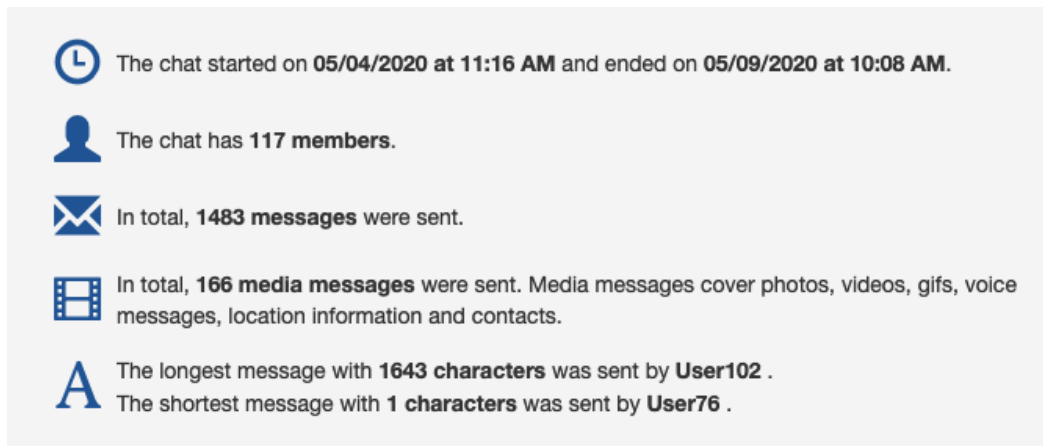 The chat started on 05/04/2020 at 11:16 AM and ended on 05/09/2020 at 10:08 AM.
The chat has 117 members.
In total, 1483 messages were sent.
In total, 166 media messages were sent. Media messages cover photos, videos, gifs, voice
messages, location information and contacts.
The longest message with 1643 characters was sent by User102 .
The shortest message with 1 characters was sent by User76 .